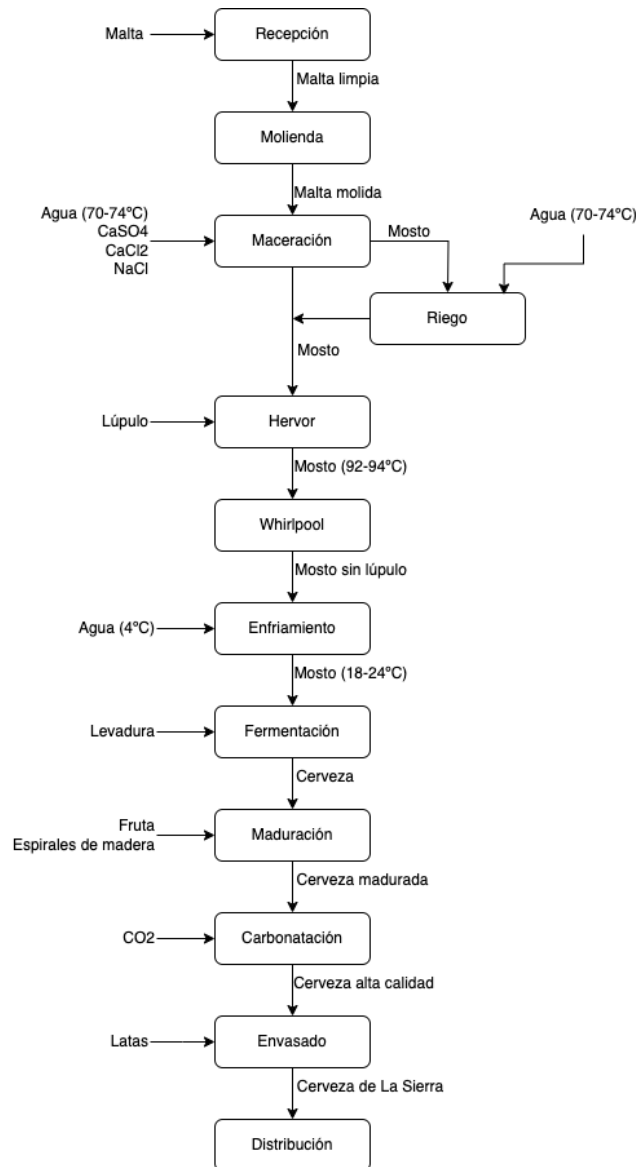 Malta
Recepción
Malta limpia
Molienda
Malta molida
Agua (70-74ºC)
CaSO4
CaCl2
NaCl
Maceración
Mosto
Agua (70-74ºC)
Riego
Mosto
Lúpulo
Hervor
Mosto (92-94ºC)
Whirlpool
Mosto sin lúpulo
Agua (4ºC)
Enfriamiento
Mosto (18-24ºC)
Levadura
Fermentación
Cerveza
Fruta
Espirales de madera
Maduración
Cerveza madurada
CO2
Carbonatación
Cerveza alta calidad
Latas
Envasado
Cerveza de La Sierra
Distribución